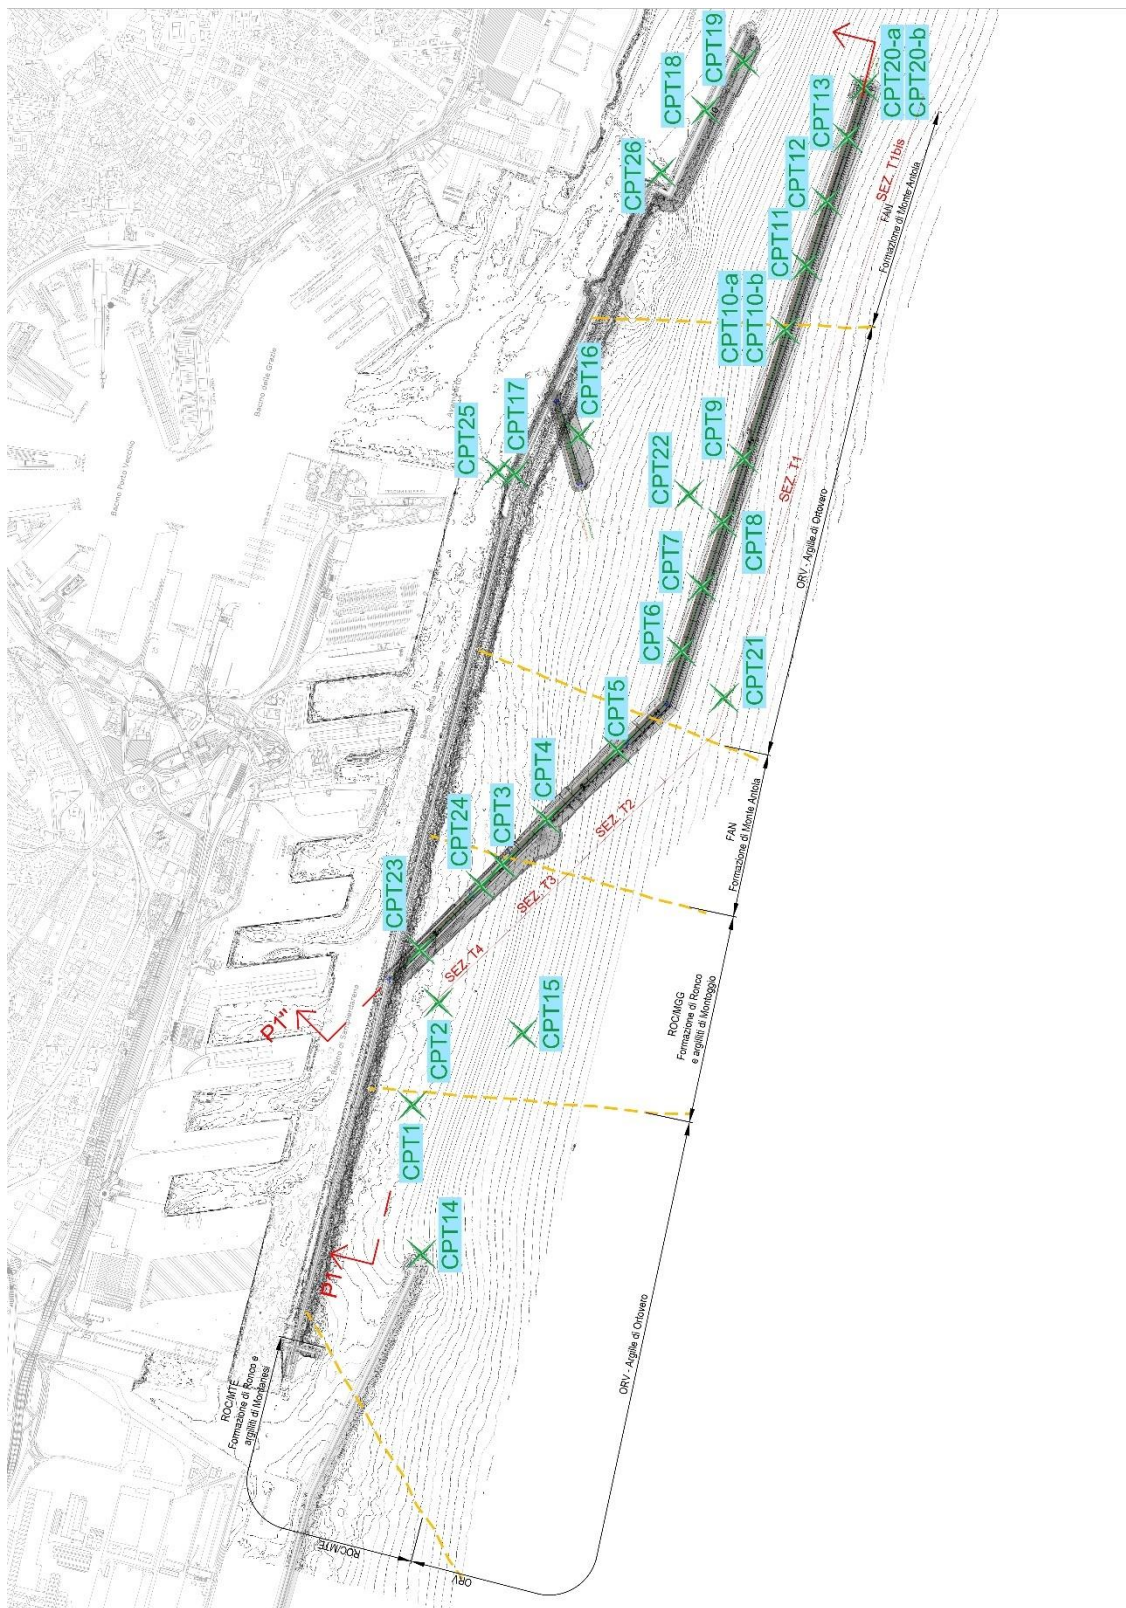 CPT19
CPT18
CPT26
CPT20-a
CPT20-b
CPT13
CPT12
CPT11
SEZ. T1bis
FAN
Formazione di Monte Antola
CPT10-a
CPT10-b
CPT16
CPT17
CPT25
CPT9
CPT22
CPT8
CPT7
CPT6
CPT21
SEZ. T1
ORV - Argille di Ortovero
Bacino delle Grazie
Bacino Porto Vecchio
CPT5
CPT4
CPT3
CPT24
CPT23
SEZ. T2
SEZ. T3
SEZ. T4
FAN
Formazione di Monte Antola
P1"
CPT2
CPT15
ROC/MGG
Formazione di Ronco
e argilliti di Montoggio
CPT1
CPT14
P1
ORV - Argille di Ortovero
ROC/MTE
Formazione di Ronco e
argilliti di Montanesi
ROC/MTE
ORV